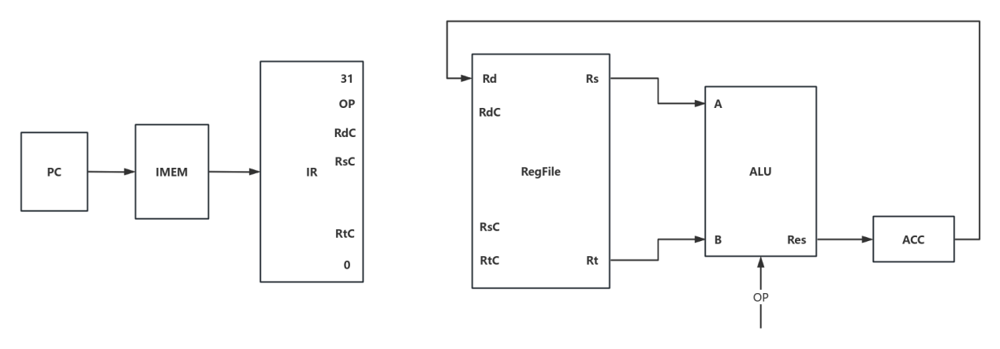 PC
IMEM
IR
31
OP
RdC
RsC
RtC
0
Rd
RdC
RegFile
RsC
RtC
Rs
Rt
A
B
ALU
Res
OP
ACC